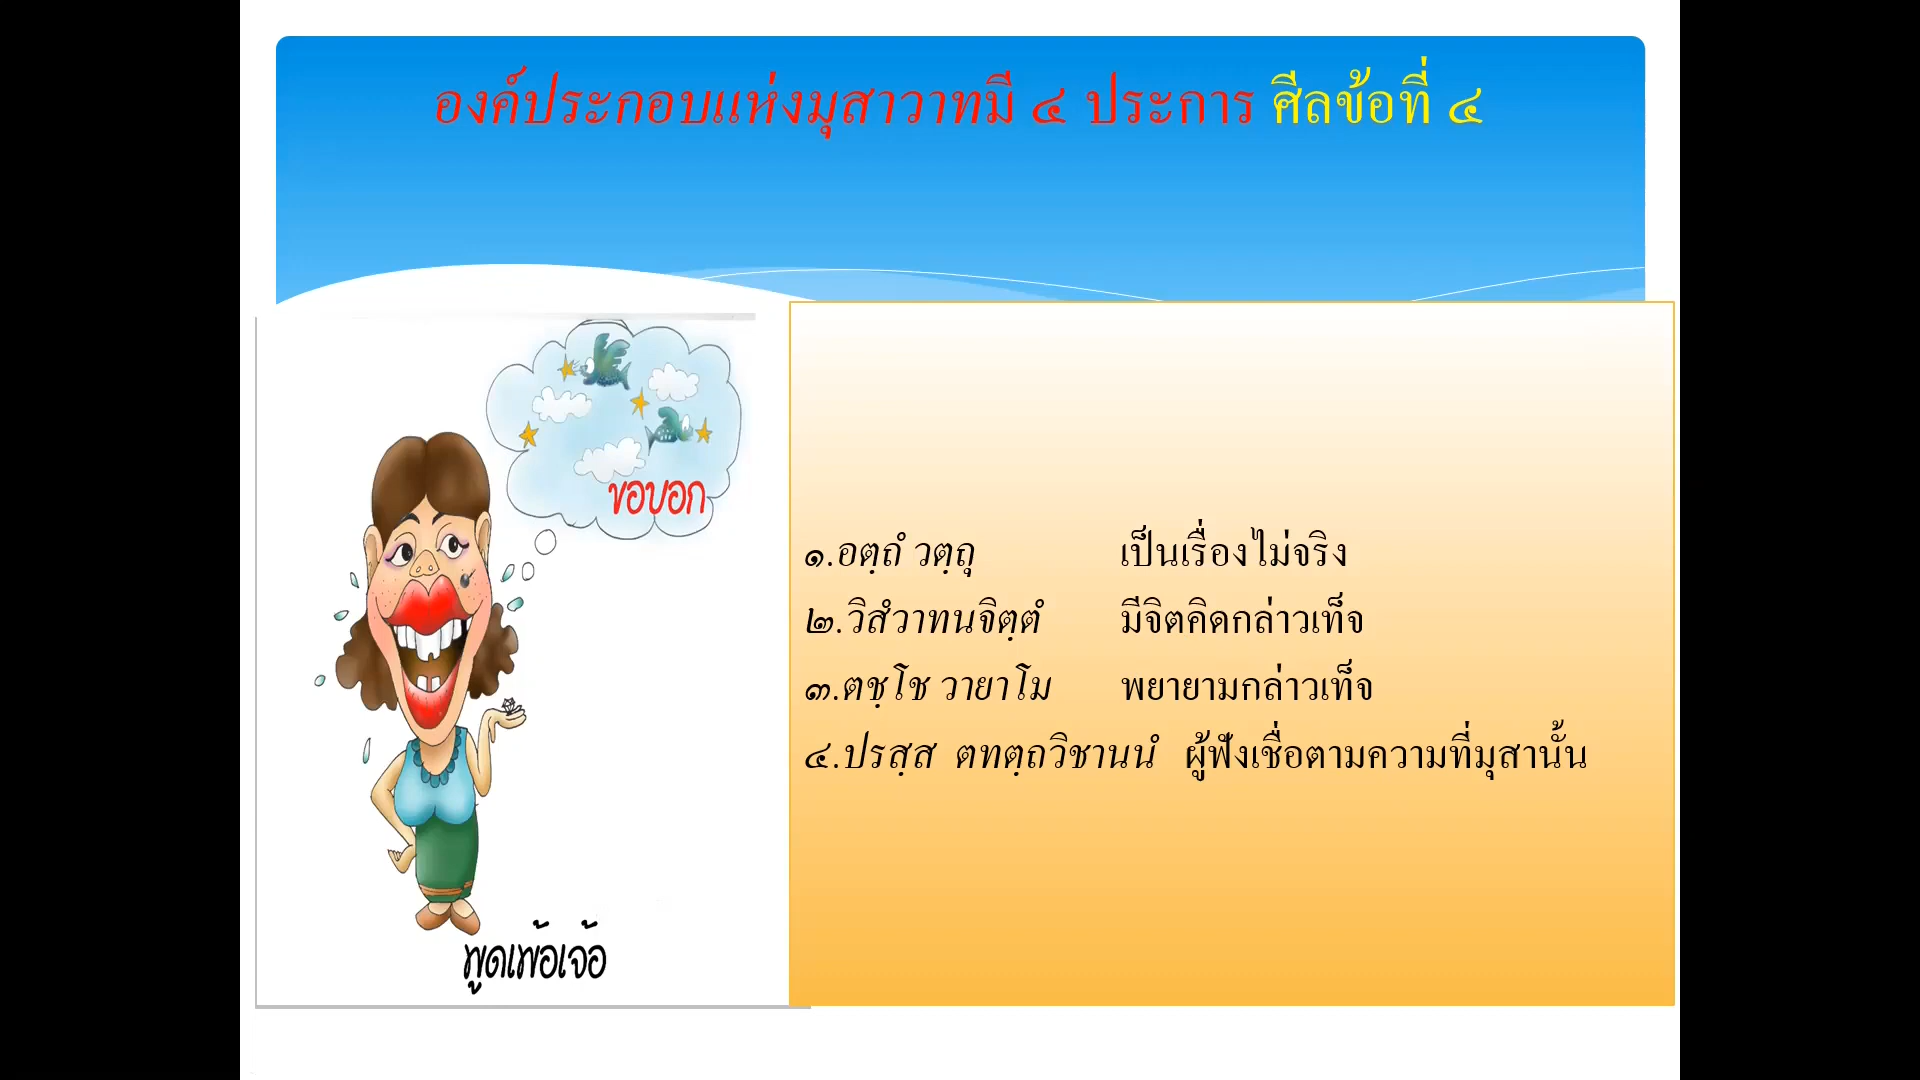 องค์ประกอบแห่งมุสาวาทมี ๔ ประการ ศีลข้อที่ ๔
ขอบอก
พูดเพ้อเจ้อ
๑.อตฺถํ วตฺถุ เป็นเรื่องไม่จริง
๒.วิสํวาทนจิตฺตํ มีจิตคิดกล่าวเท็จ
๓.ตชฺโช วายาโม พยายามกล่าวเท็จ
๔.ปรสฺส ตทตฺถวิชานนํ ผู้ฟังเชื่อตามความที่มุสานั้น